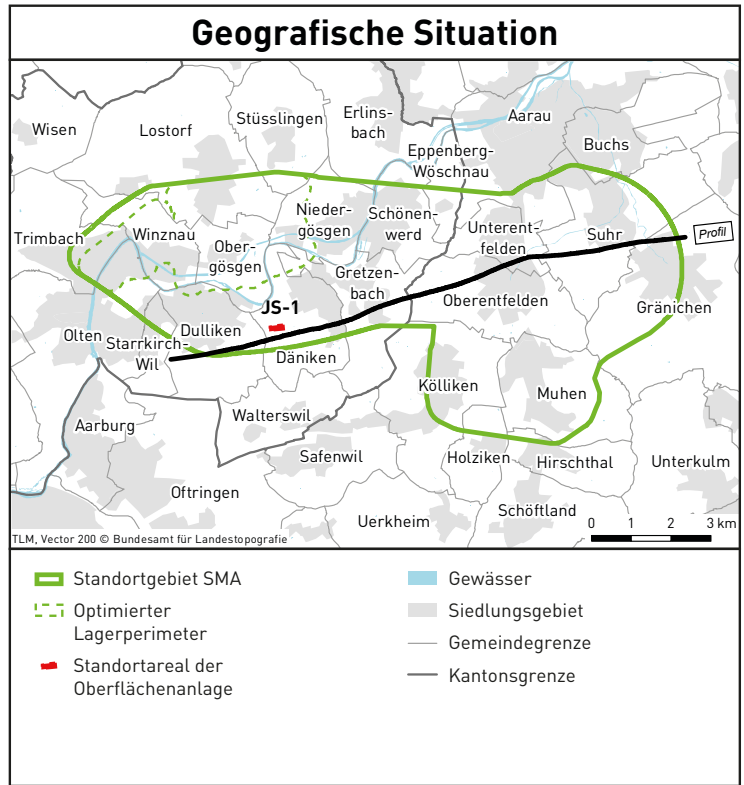 Geografische Situation
Wisen
Lostorf
Stüsslingen
Erlins-
bach
Aarau
Buchs
Eppenberg-
Wöschnau
Trimbach
Winznau
Ober-
gösgen
Nieder-
gösgen
Schönen-
werd
Unterent-
felden
Suhr
Profil
Gretzen-
bach
Oberentfelden
Gränichen
JS-1
Olten
Starrkirch-
Wil
Dulliken
Däniken
Kölliken
Muhen
Aarburg
Walterswil
Safenwil
Holziken
Hirschthal
Unterkulm
Oftringen
Uerkheim
Schöftland
0 1 2 3 km
TLM, Vector 200 © Bundesamt für Landestopografie
Standortgebiet SMA
Optimierter
Lagerperimeter
Standortareal der
Oberflächenanlage
Gewässer
Siedlungsgebiet
Gemeindegrenze
Kantonsgrenze